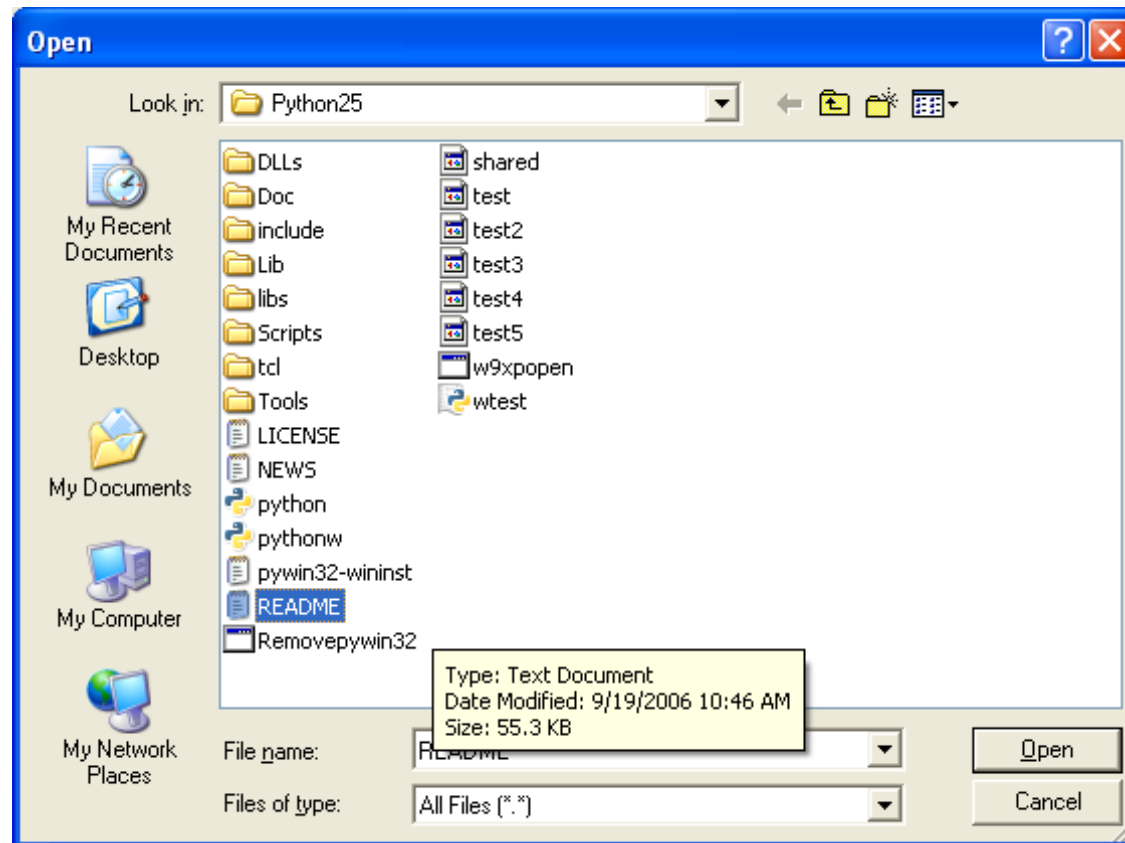 Open
Look in:
Python25
My Recent
Documents
Desktop
My Documents
My Computer
My Network
Places
DLLs
Doc
include
Lib
libs
Scripts
tcl
Tools
LICENSE
NEWS
python
pythonw
pywin32-wininst
README
Removepywin32
shared
test
test2
test3
test4
test5
w9xpopen
wtest
Type: Text Document
Date Modified: 9/19/2006 10:46 AM
Size: 55.3 KB
File name:
README
Open
Files of type:
All Files (*.*)
Cancel